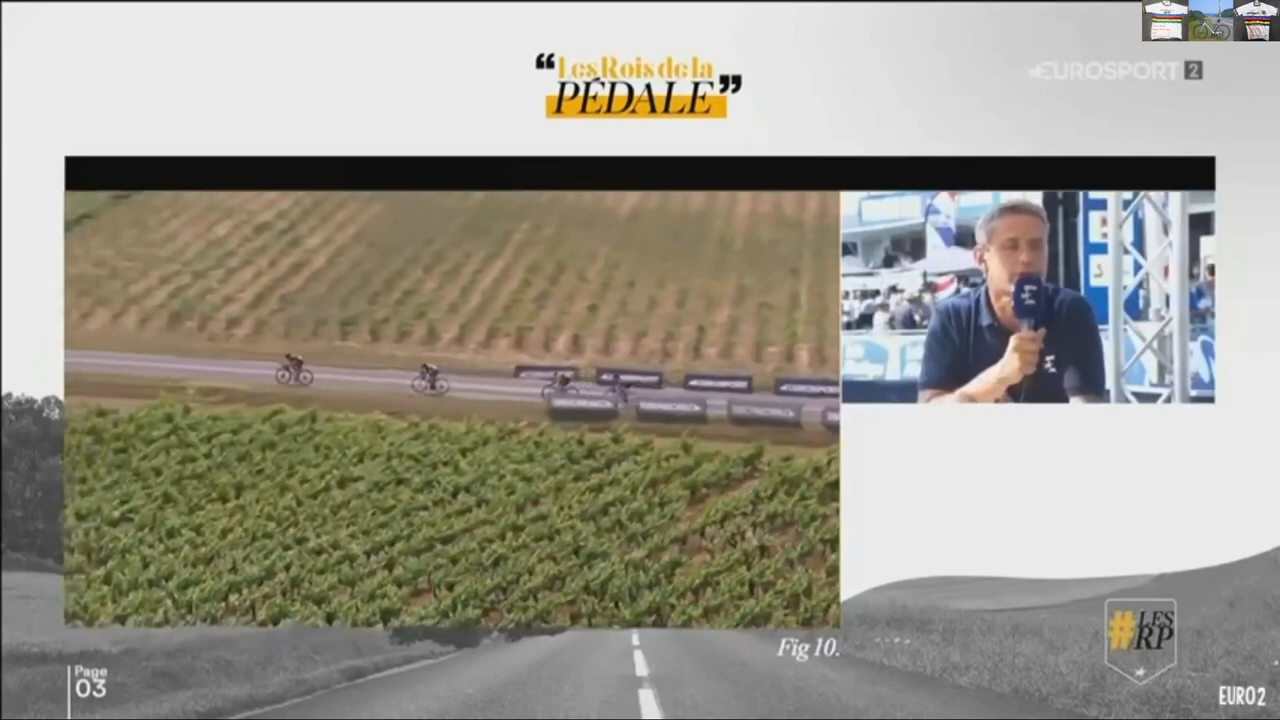 “Les Rois de la
PÉDALE”
EUROSPORT 2
Fig 10.
Page
03
#LES
RP
EURO2